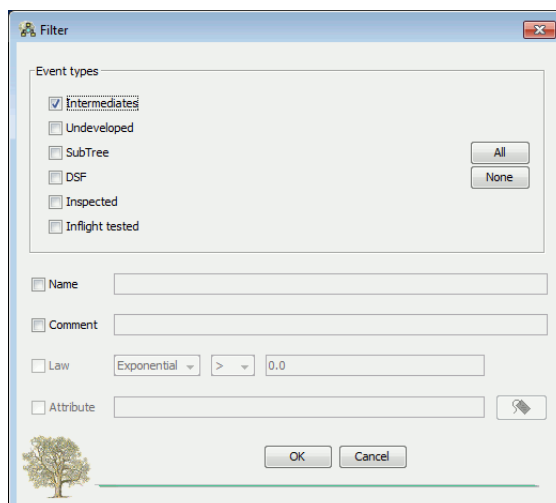 Filter
Event types
Intermediates
Undeveloped
SubTree
All
DSF
None
Inspected
Inflight tested
Name
Comment
Law Exponential > 0.0
Attribute
OK Cancel